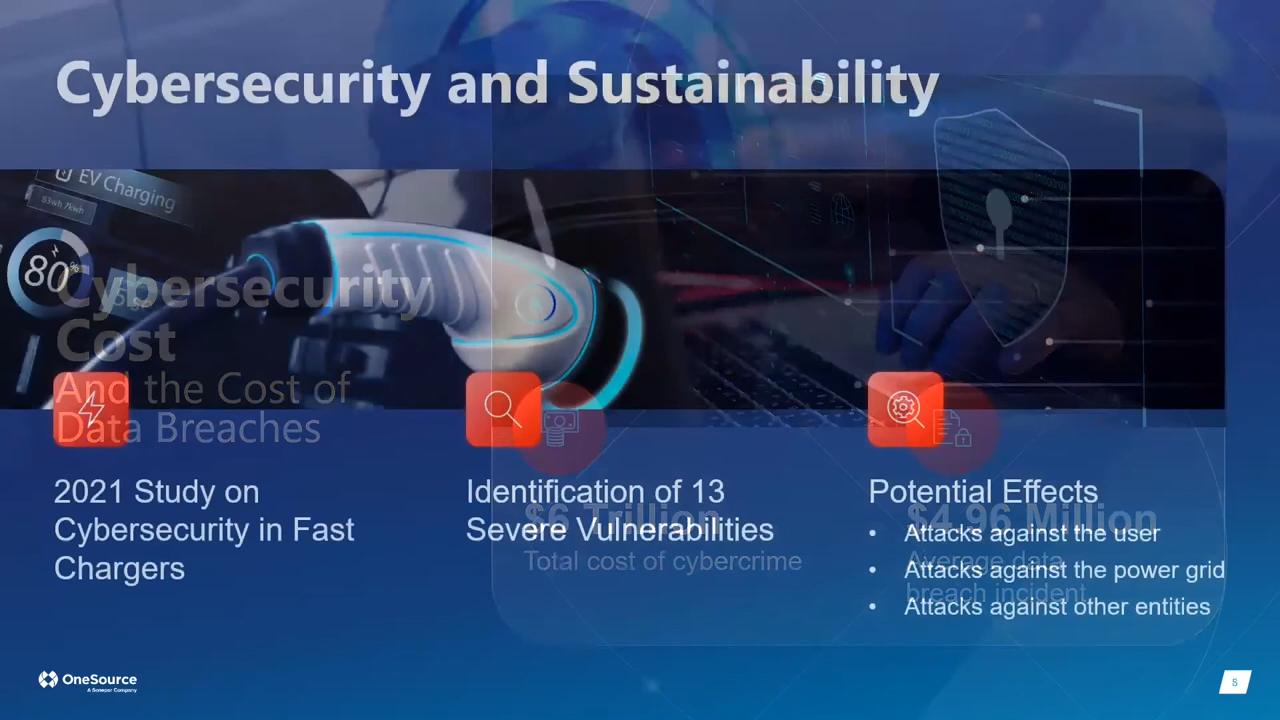 Cybersecurity and Sustainability
EV Charging
80%
Cybersecurity
Cost
And the Cost of
Data Breaches
2021 Study on
Cybersecurity in Fast
Chargers
Identification of 13
Severe Vulnerabilities
$6 Trillion
Total cost of cybercrime
Potential Effects
• Attacks against the user
• Attacks against the power grid
• Attacks against other entities
$4.96 Million
Average data
breach incident
OneSource
A Sonepar Company